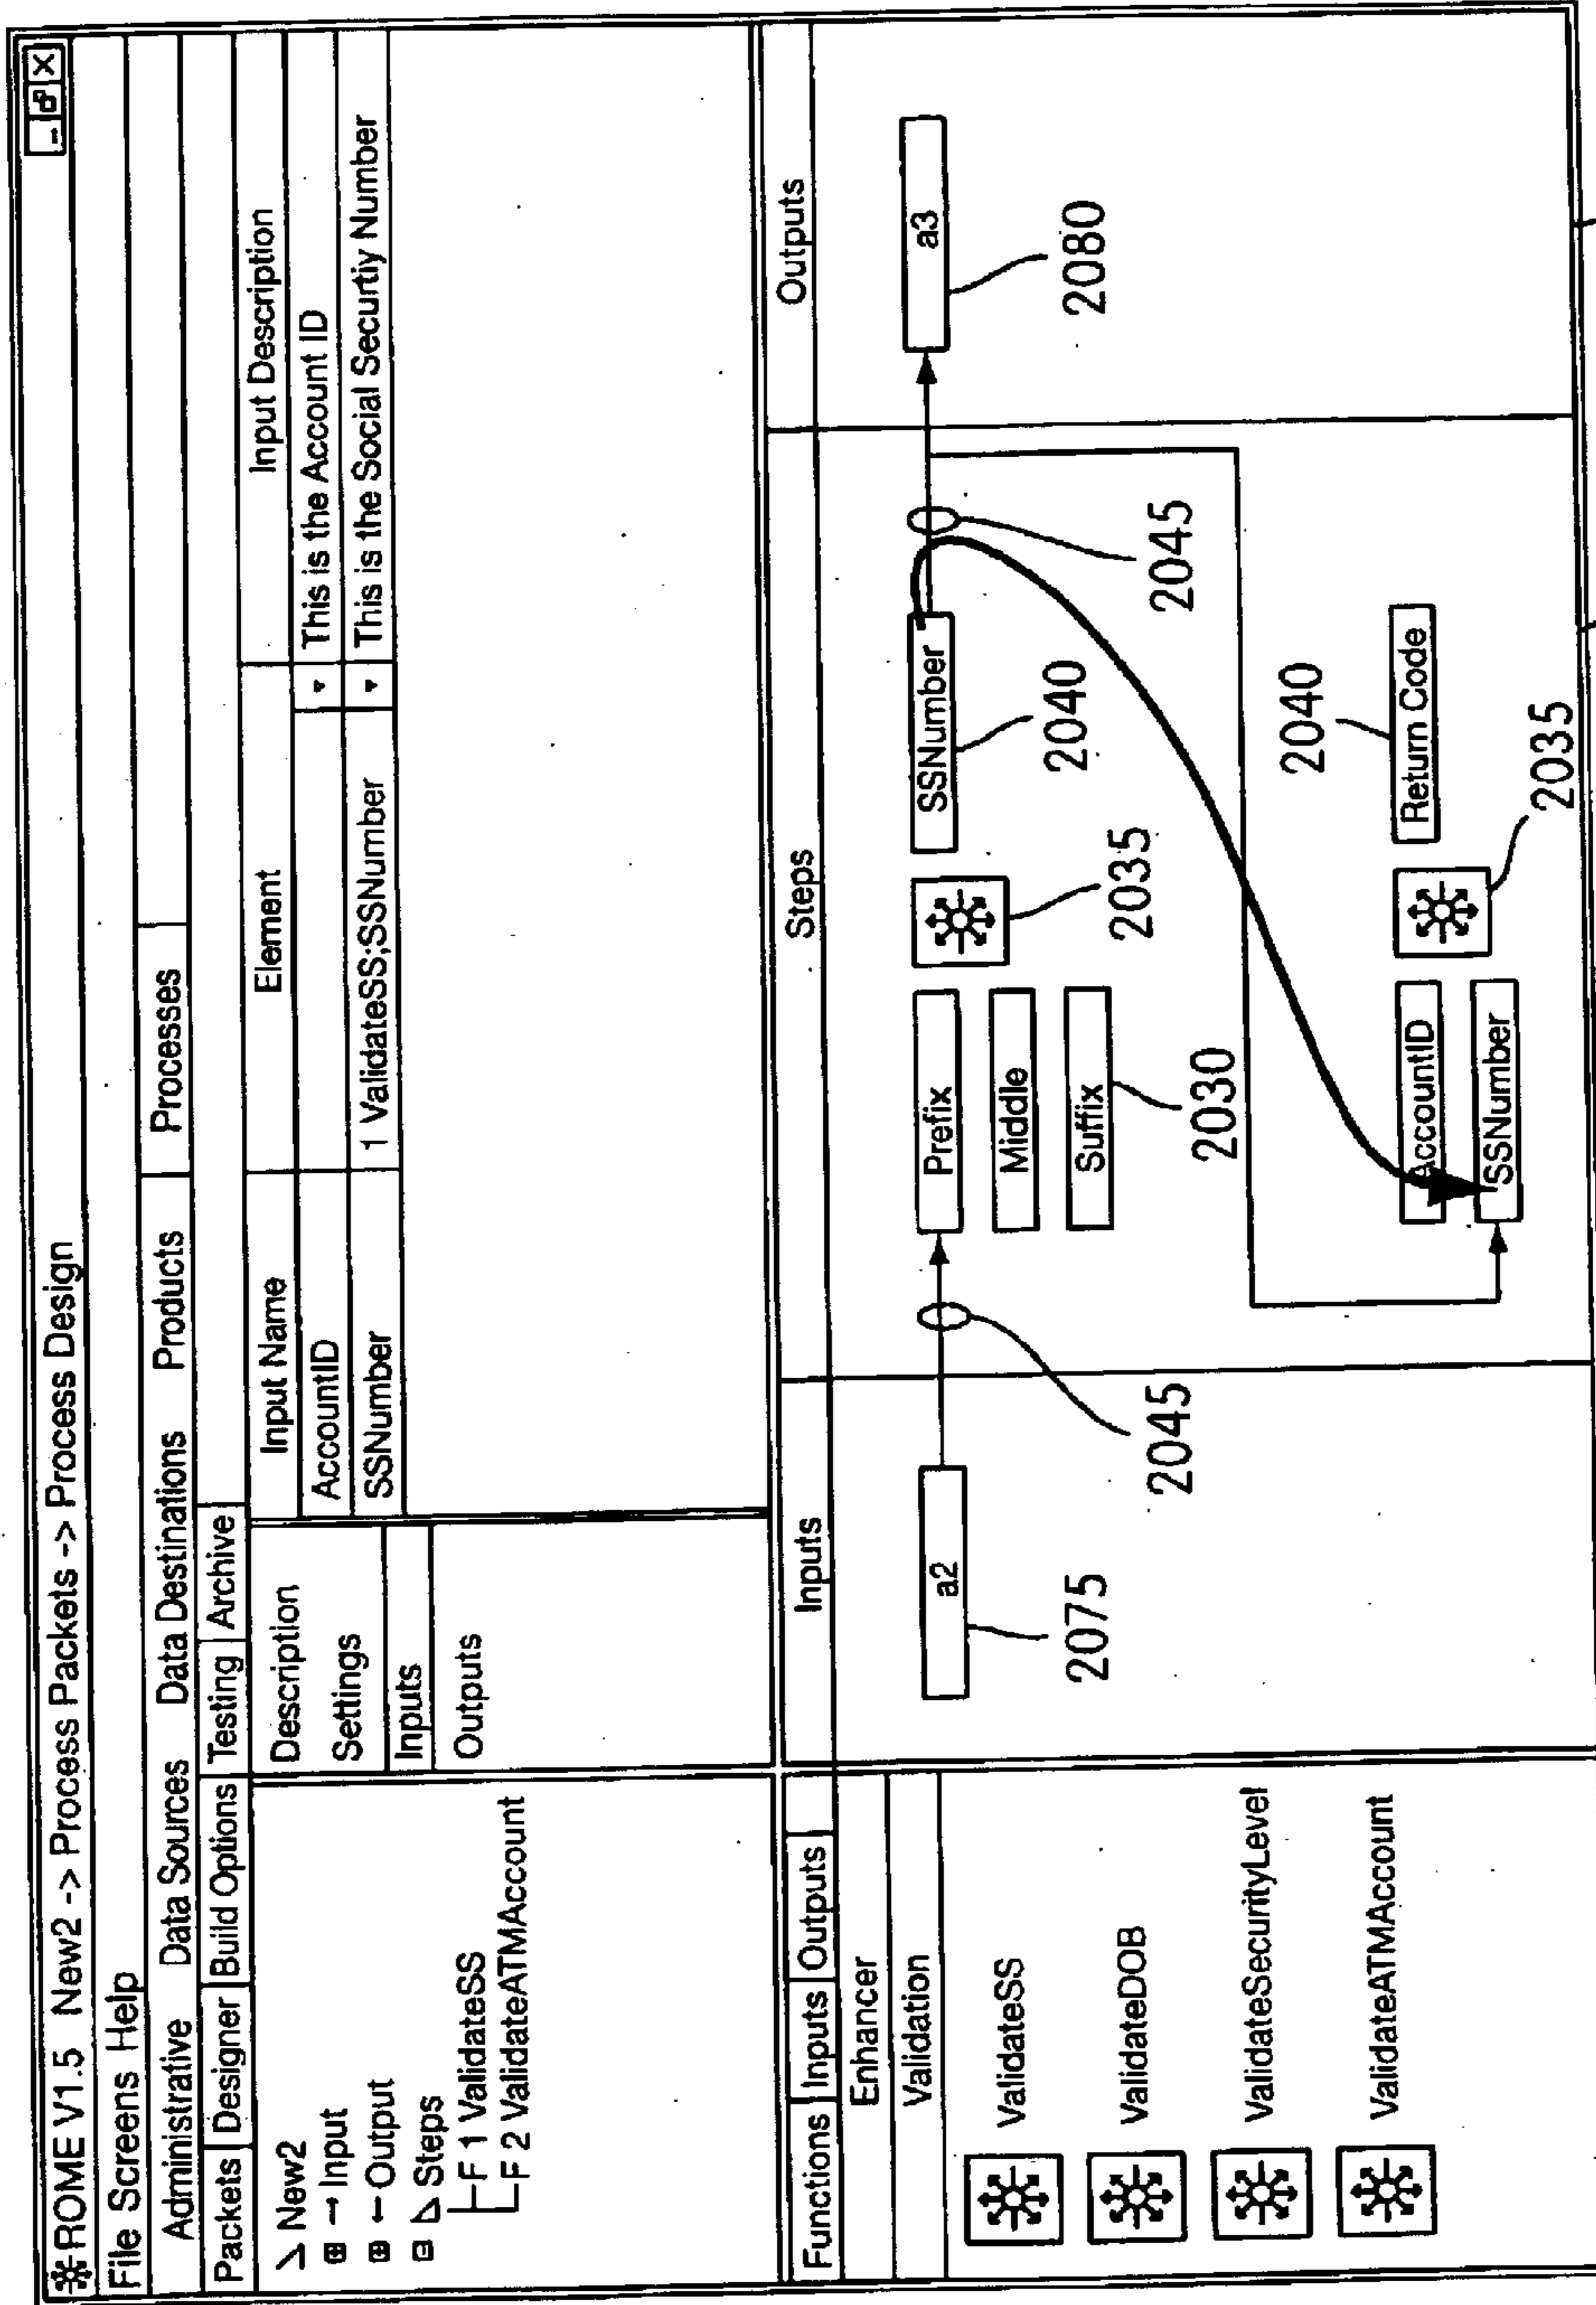 ROME V1.5 New2 -> Process Packets -> Process Design
File Screens Help
Administrative Data Sources Data Destinations Products Processes
Packets Designer Build Options Testing Archive
New2
Input
Output
Steps
F 1 ValidateSS
F 2 ValidateATMAccount
Description
Settings
Inputs
Outputs
Input Name Element Input Description
AccountID This is the Account ID
SSNumber 1 ValidateSS;SSNumber This is the Social Securtiy Number
Functions Inputs Outputs
Enhancer
Validation
ValidateSS
ValidateDOB
ValidateSecurityLevel
ValidateATMAccount
Inputs Steps Outputs
a2 Prefix SSNumber a3
Middle
Suffix
2075 2045 2030 2035 2040 2045 2080
AccountID Return Code
SSNumber
2040
2035